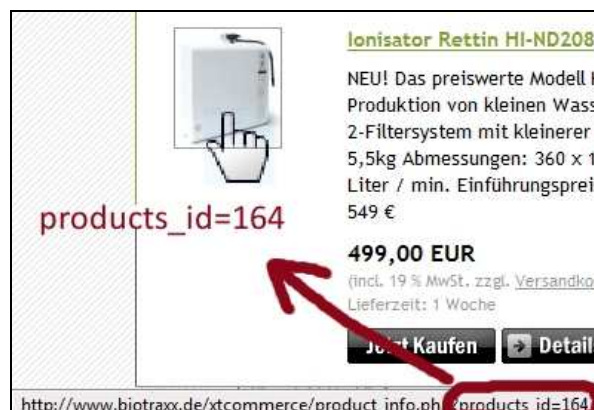 Ionisator Rettin HI-ND208
NEU! Das preiswerte Modell
Produktion von kleinen Wass
2-Filtersystem mit kleinerer
5,5kg Abmessungen: 360 x 1
Liter / min. Einführungsprei
549 €
products_id=164
499,00 EUR
(incl. 19 % MwSt. zzgl. Versandko
Lieferzeit: 1 Woche
Jetzt Kaufen Detail
http://www.biotraxx.de/xtcommerce/product_info.php?products_id=164